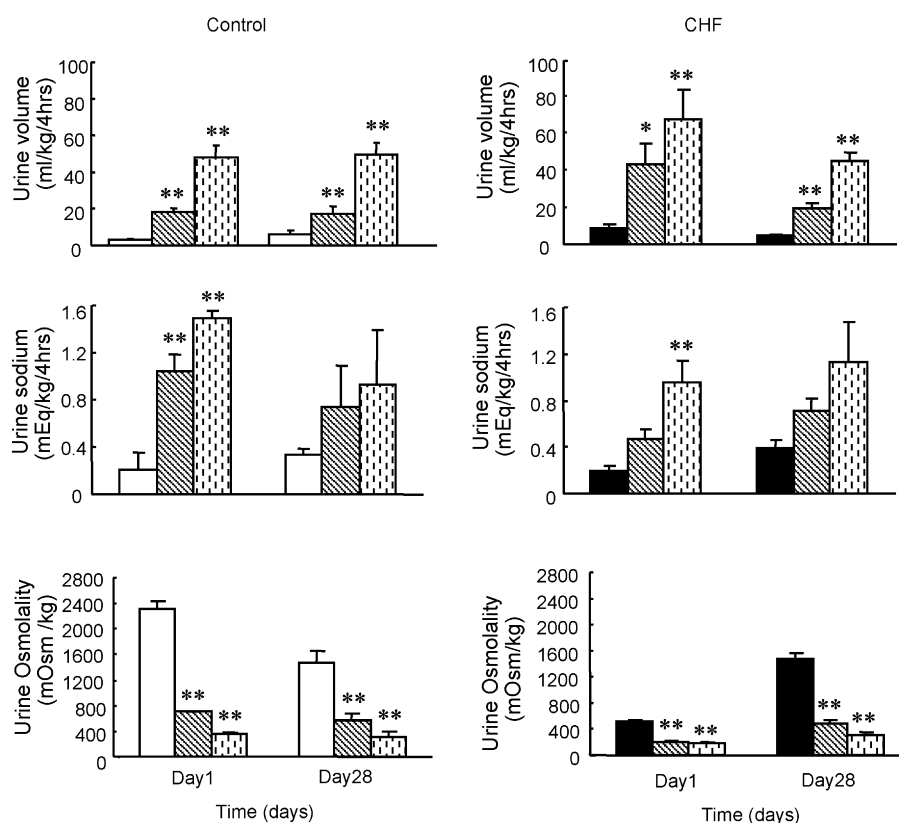 Control
CHF
Urine volume
(ml/kg/4hrs)
100
80
60
40
20
0
**
**
**
**
Urine volume
(ml/kg/4hrs)
100
80
60
40
20
0
*
**
**
**
Urine sodium
(mEq/kg/4hrs)
1.6
1.2
0.8
0.4
0
**
**
Urine sodium
(mEq/kg/4hrs)
1.6
1.2
0.8
0.4
0
**
Urine Osmolality
(mOsm /kg)
2800
2400
1600
1200
800
400
0
**
**
**
**
Day1
Day28
Time (days)
Urine Osmolality
(mOsm/kg)
2800
2400
1600
1200
800
400
0
**
**
**
**
Day1
Day28
Time (days)